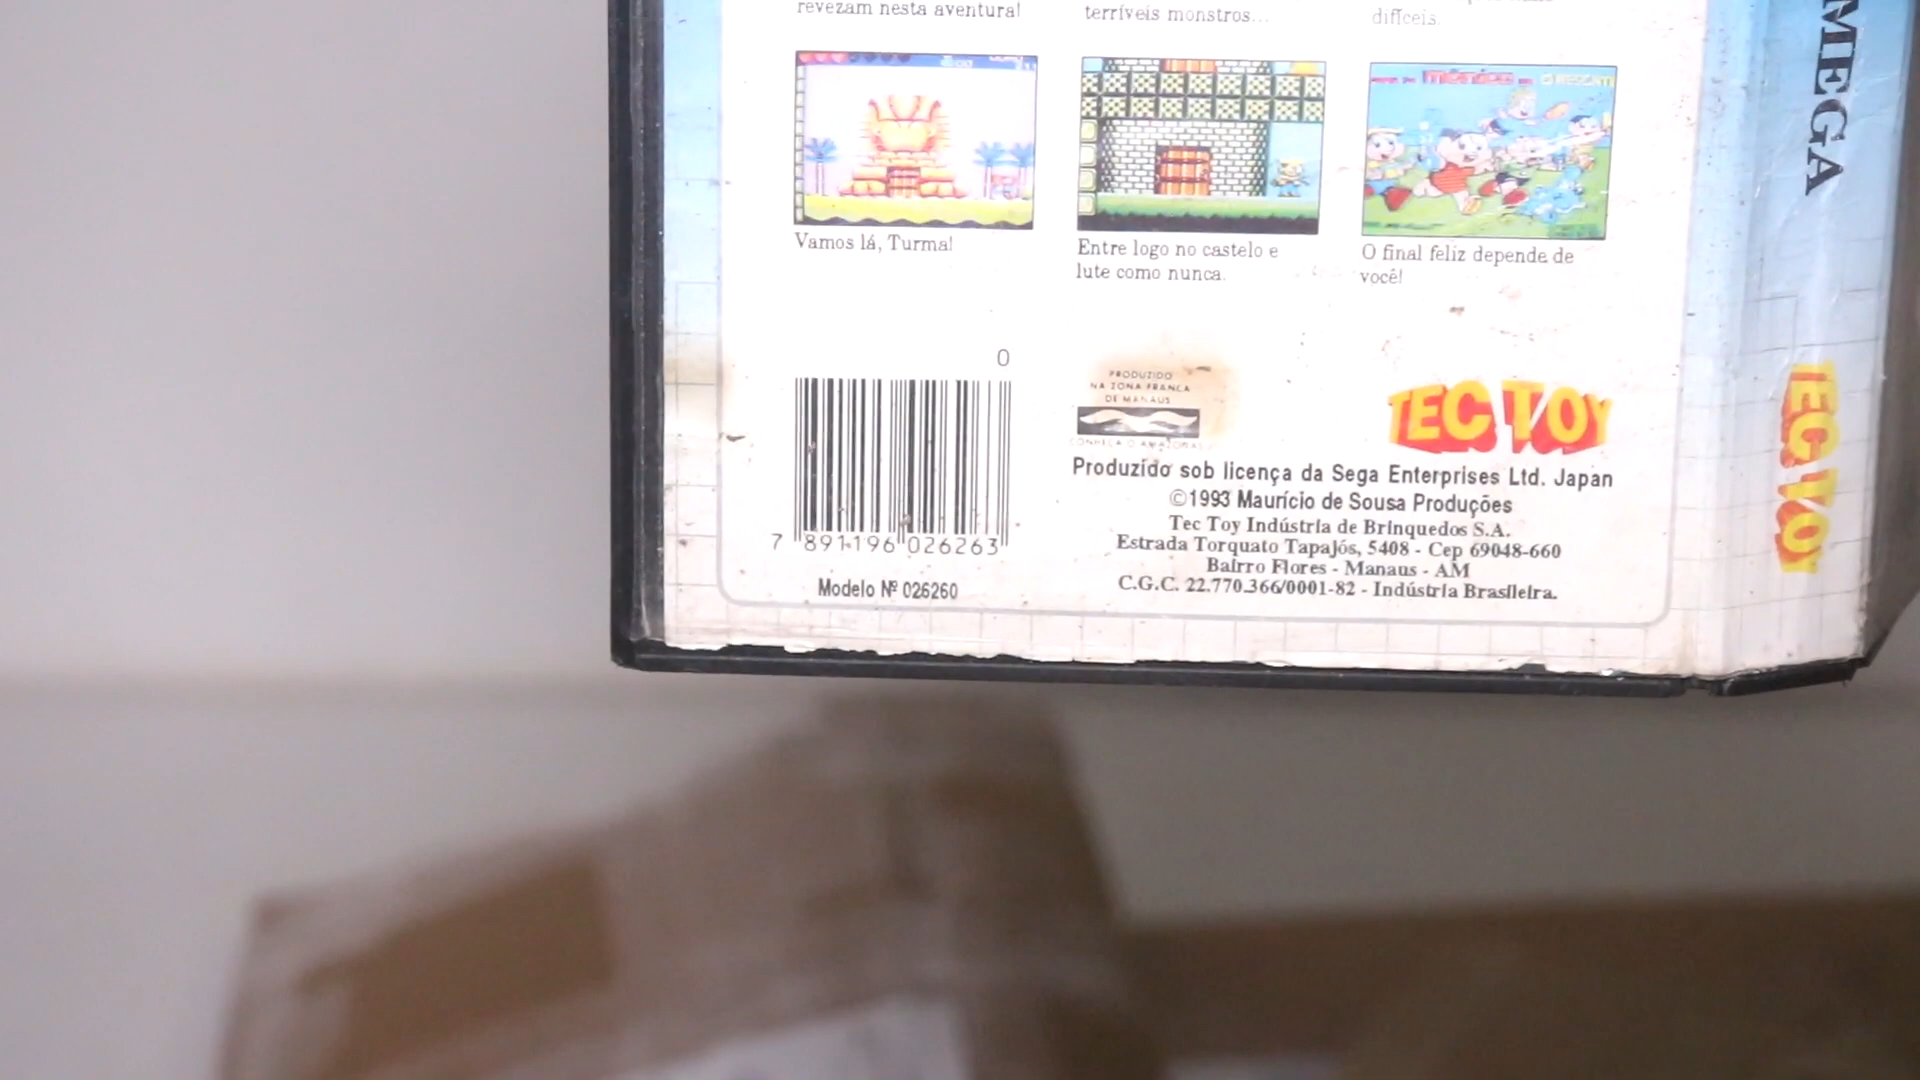 revezam nesta aventura!
terríveis monstros...
difíceis.
Vamos lá, Turma!
Entre logo no castelo e
lute como nunca.
O final feliz depende de
você!
0
7 891196 026263
Modelo Nº 026260
PRODUZIDO
NA ZONA FRANCA
DE MANAUS
CONHEÇA O AMAZONAS
TEC TOY
Produzido sob licença da Sega Enterprises Ltd. Japan
©1993 Maurício de Sousa Produções
Tec Toy Indústria de Brinquedos S.A.
Estrada Torquato Tapajós, 5408 - Cep 69048-660
Bairro Flores - Manaus - AM
C.G.C. 22.770.366/0001-82 - Indústria Brasileira.
MEGA
TEC TOY